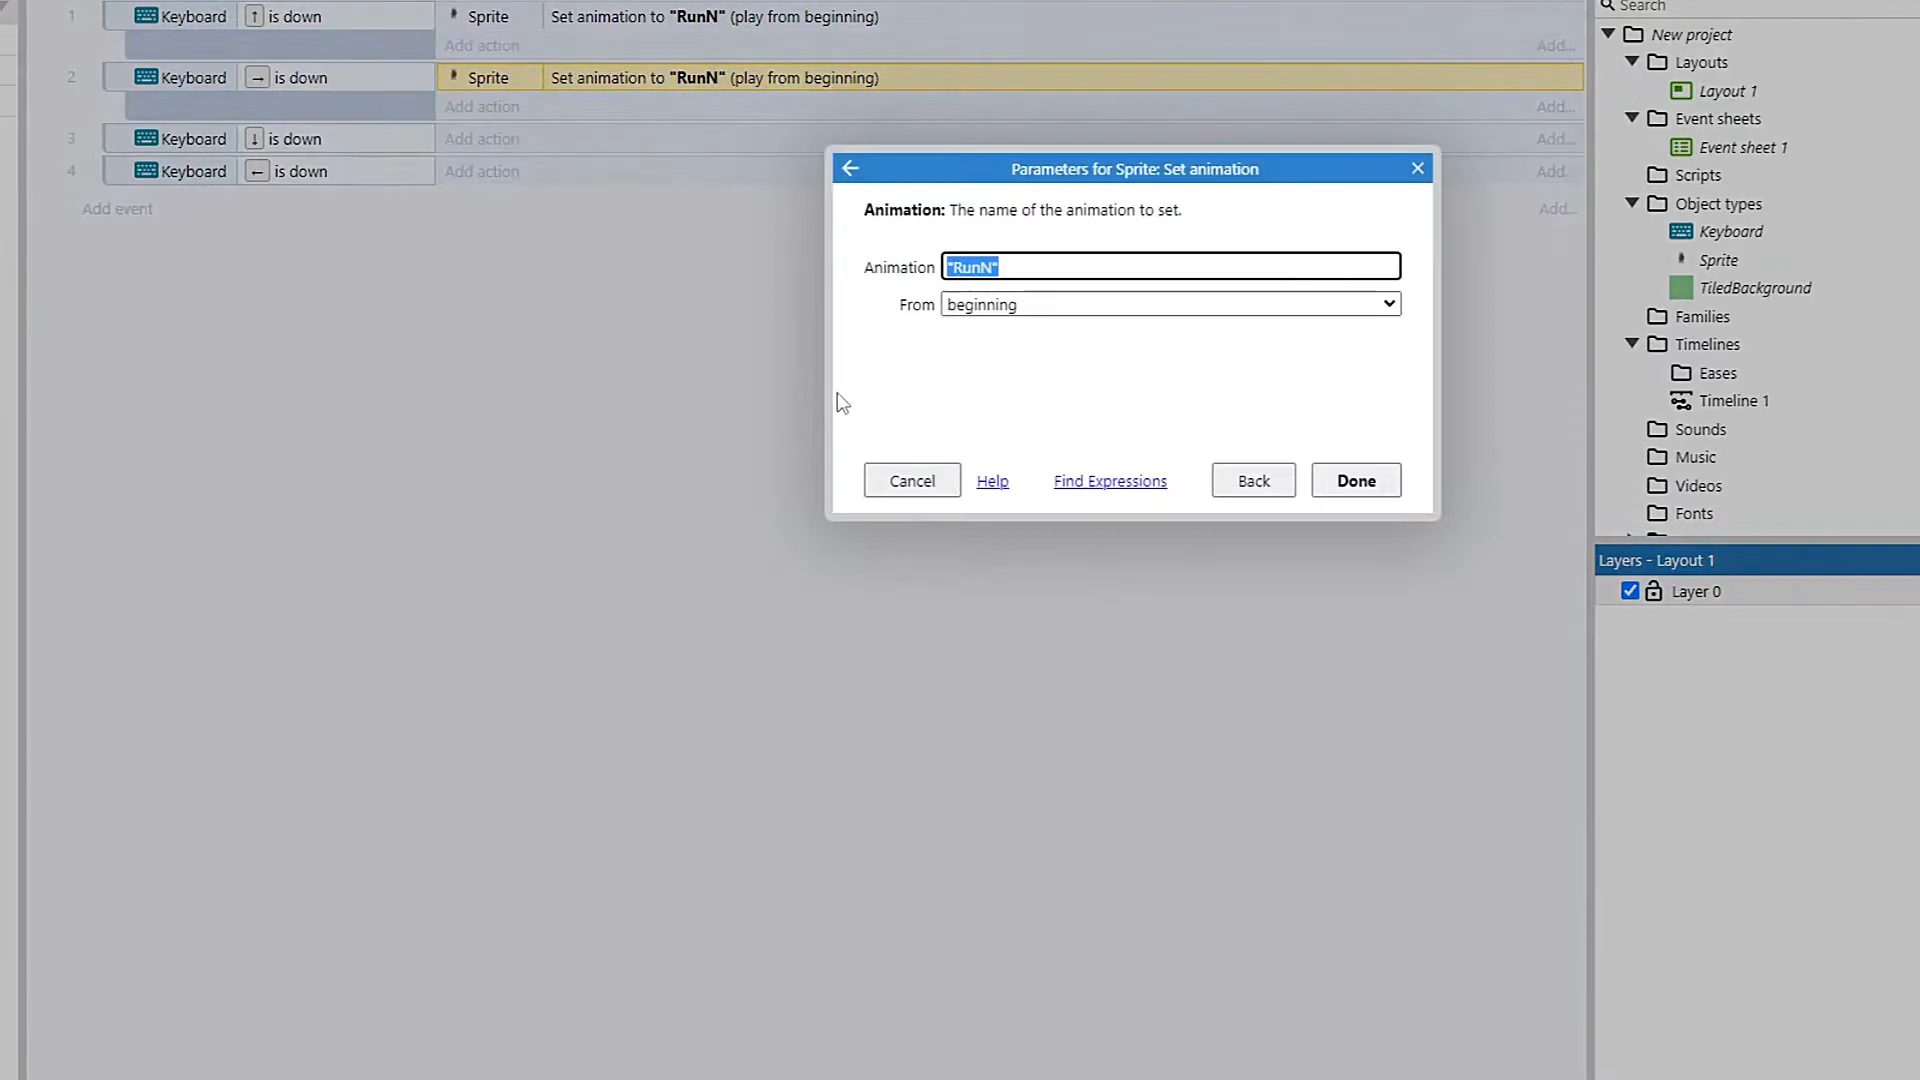 1 Keyboard ↑ is down Sprite Set animation to "RunN" (play from beginning)
Add action Add...
2 Keyboard → is down Sprite Set animation to "RunN" (play from beginning)
Add action Add...
3 Keyboard ↓ is down Add action Add...
4 Keyboard ← is down Add action Add...
Add event Add...
Parameters for Sprite: Set animation
Animation: The name of the animation to set.
Animation "RunN"
From beginning
Cancel Help Find Expressions Back Done
Search
New project
Layouts
Layout 1
Event sheets
Event sheet 1
Scripts
Object types
Keyboard
Sprite
TiledBackground
Families
Timelines
Eases
Timeline 1
Sounds
Music
Videos
Fonts
Layers - Layout 1
Layer 0